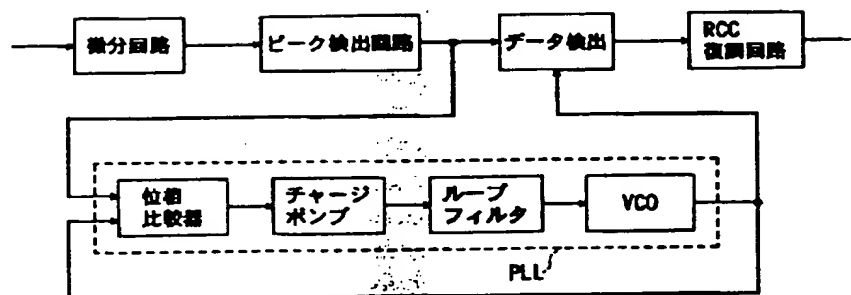 微分回路
ピーク検出回路
データ検出
RCC
復調回路
位相
比較器
チャージ
ポンプ
ループ
フィルタ
VCO
PLL